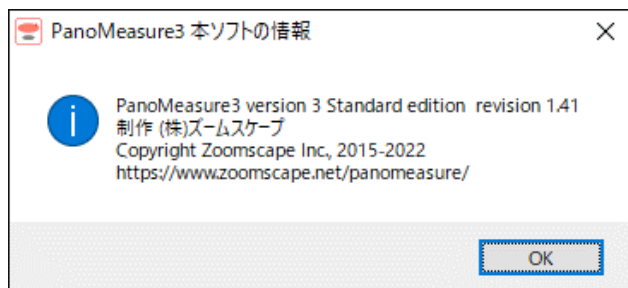 PanoMeasure3 本ソフトの情報
PanoMeasure3 version 3 Standard edition  revision 1.41
制作 (株)ズームスケープ
Copyright Zoomscape Inc., 2015-2022
https://www.zoomscape.net/panomeasure/
OK